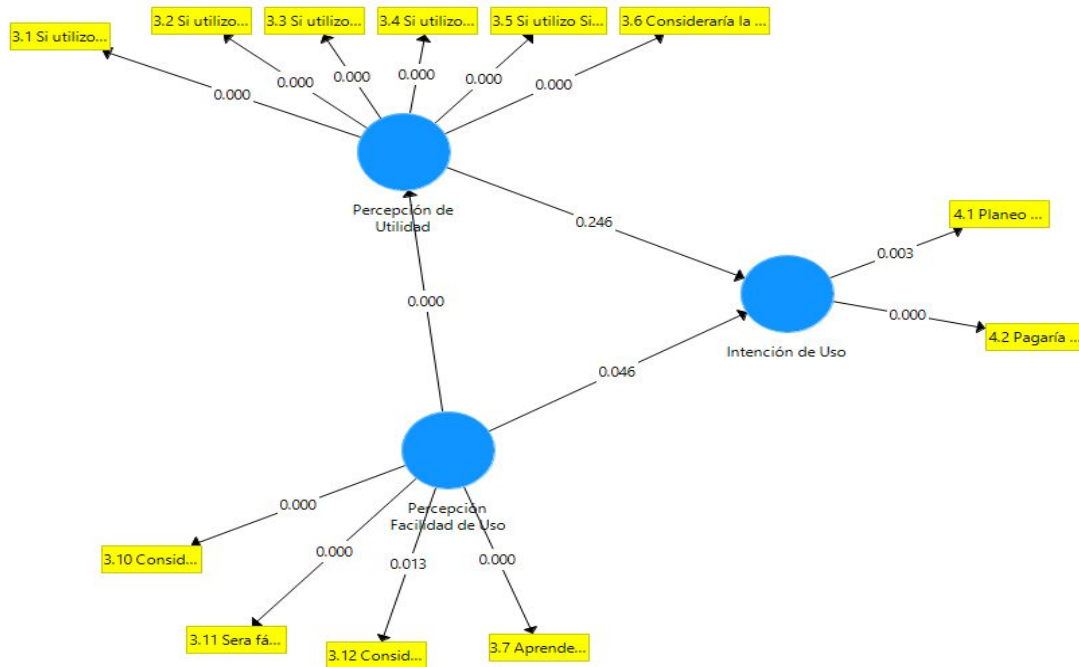 3.1 Si utilizo...
3.2 Si utilizo...
3.3 Si utilizo...
3.4 Si utilizo...
3.5 Si utilizo Si...
3.6 Consideraría la ...
0.000
0.000
0.000
0.000
0.000
0.000
Percepción de
Utilidad
0.246
4.1 Planeo ...
0.003
0.000
4.2 Pagaría ...
Intención de Uso
0.000
0.046
Percepción
Facilidad de Uso
0.000
0.000
0.013
0.000
3.10 Consid...
3.11 Sera fá...
3.12 Consid...
3.7 Aprende...